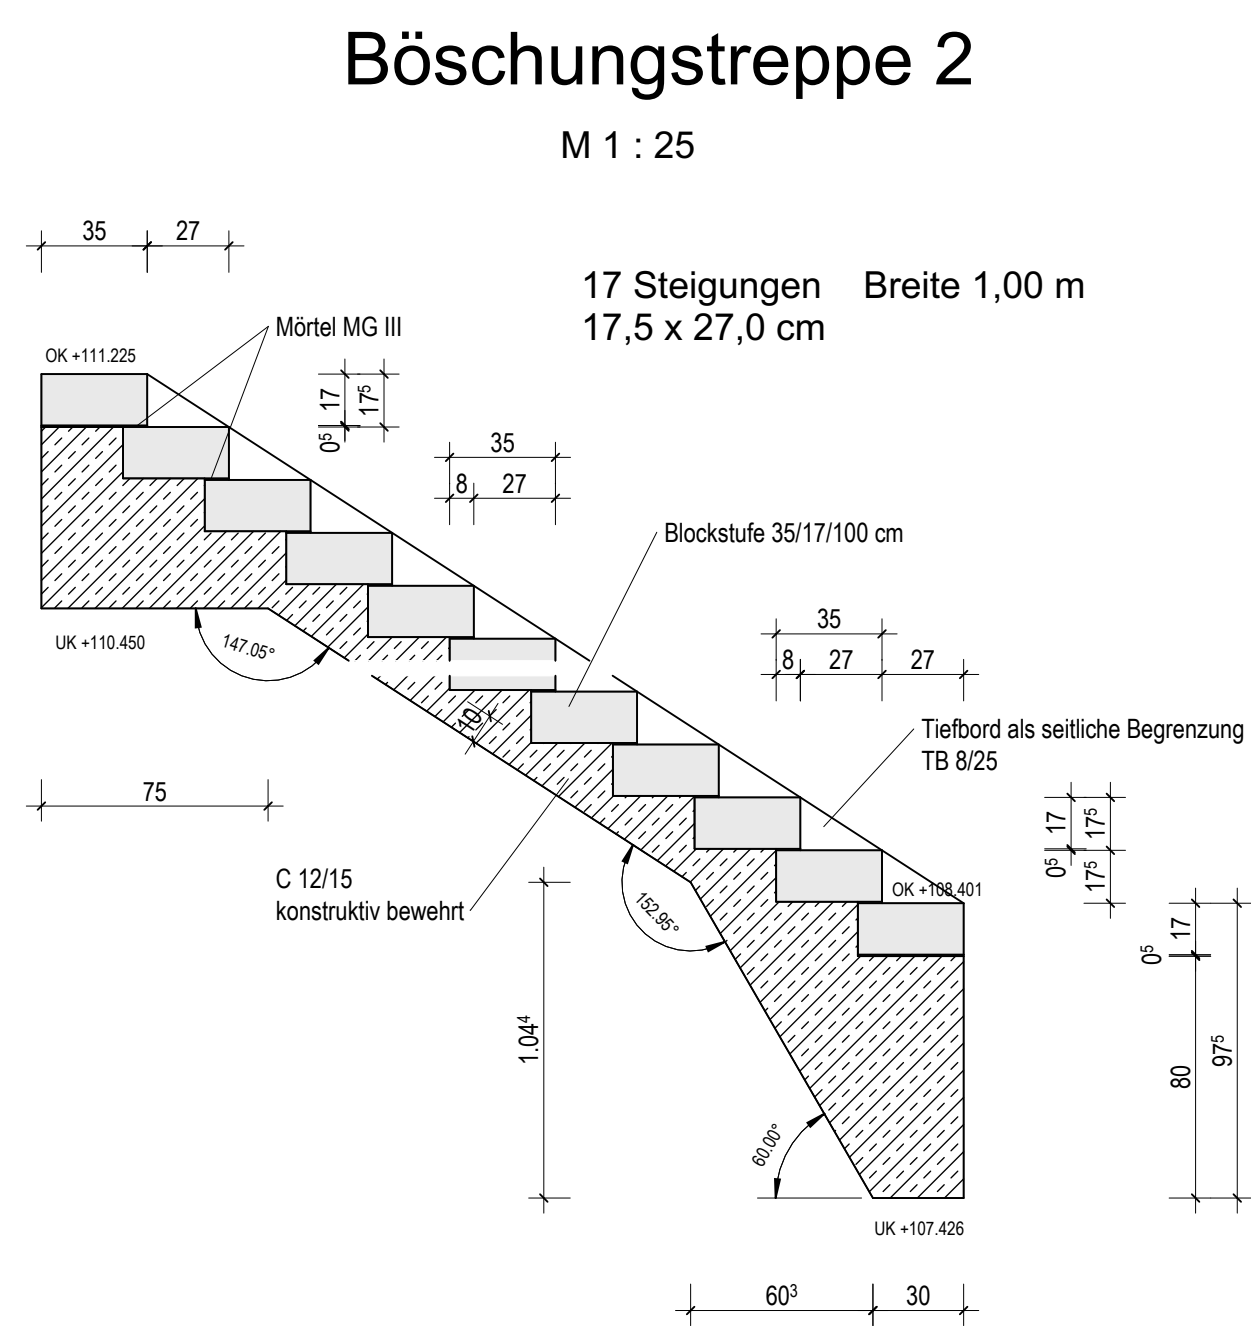 Böschungstreppe 2
M 1 : 25
35
27
17 Steigungen Breite 1,00 m
17,5 x 27,0 cm
Mörtel MG III
OK +111.225
17
17⁵
0⁵
35
8
27
Blockstufe 35/17/100 cm
UK +110.450
147.05°
35
8
27
27
10
Tiefbord als seitliche Begrenzung
TB 8/25
75
17
17⁵
0⁵
17⁵
C 12/15
konstruktiv bewehrt
OK +108.401
152.95°
17
0⁵
1.04⁴
97⁵
80
60.00°
UK +107.426
60³
30